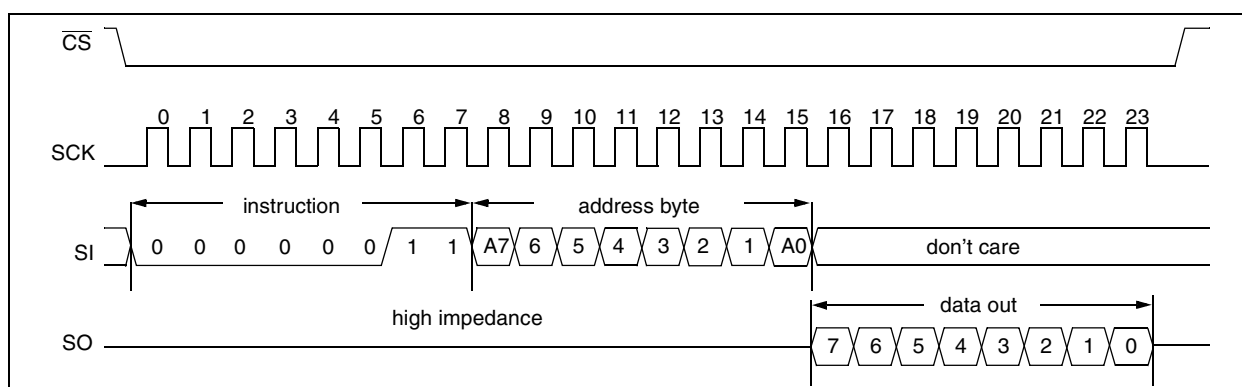 CS
0 1 2 3 4 5 6 7 8 9 10 11 12 13 14 15 16 17 18 19 20 21 22 23
SCK
instruction address byte
SI 0 0 0 0 0 0 1 1 A7 6 5 4 3 2 1 A0 don't care
data out
high impedance
SO 7 6 5 4 3 2 1 0